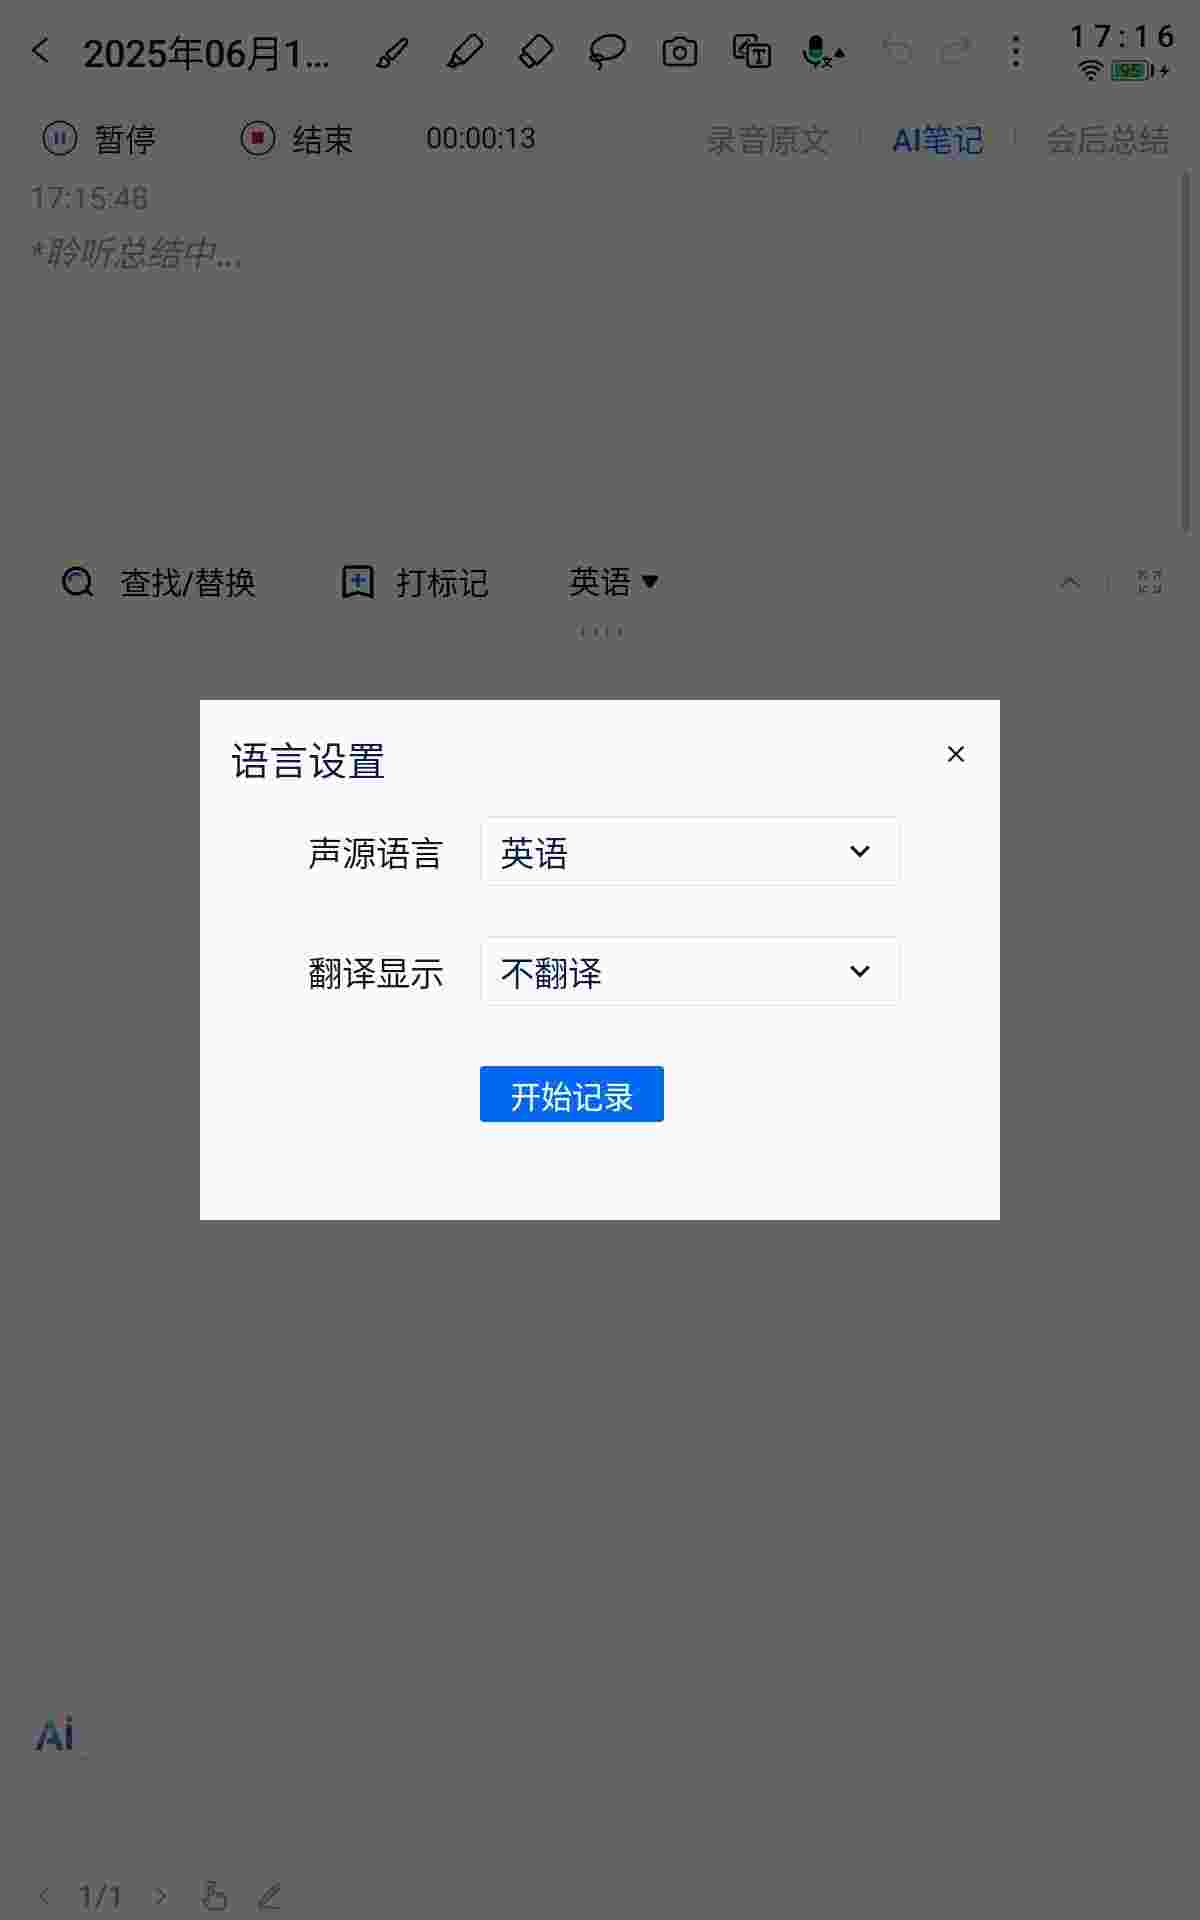 2025年06月1...
17:16
95
暂停 结束 00:00:13 录音原文 AI笔记 会后总结
17:15:48
*聆听总结中...
查找/替换 打标记 英语
语言设置
声源语言 英语
翻译显示 不翻译
开始记录
Ai
1/1